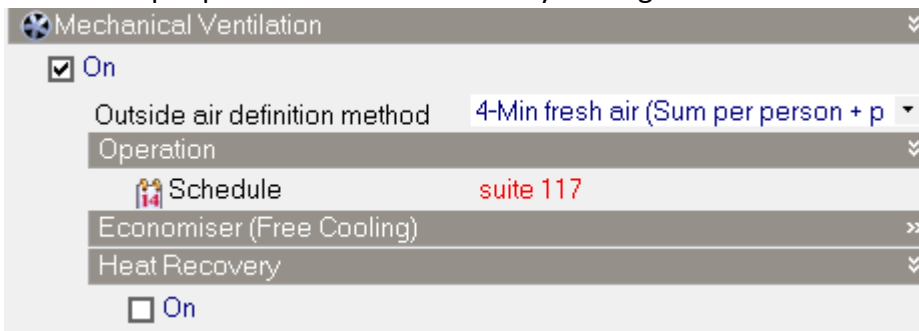 Mechanical Ventilation
On
Outside air definition method 4-Min fresh air (Sum per person + p
Operation
14 Schedule suite 117
Economiser (Free Cooling)
Heat Recovery
On